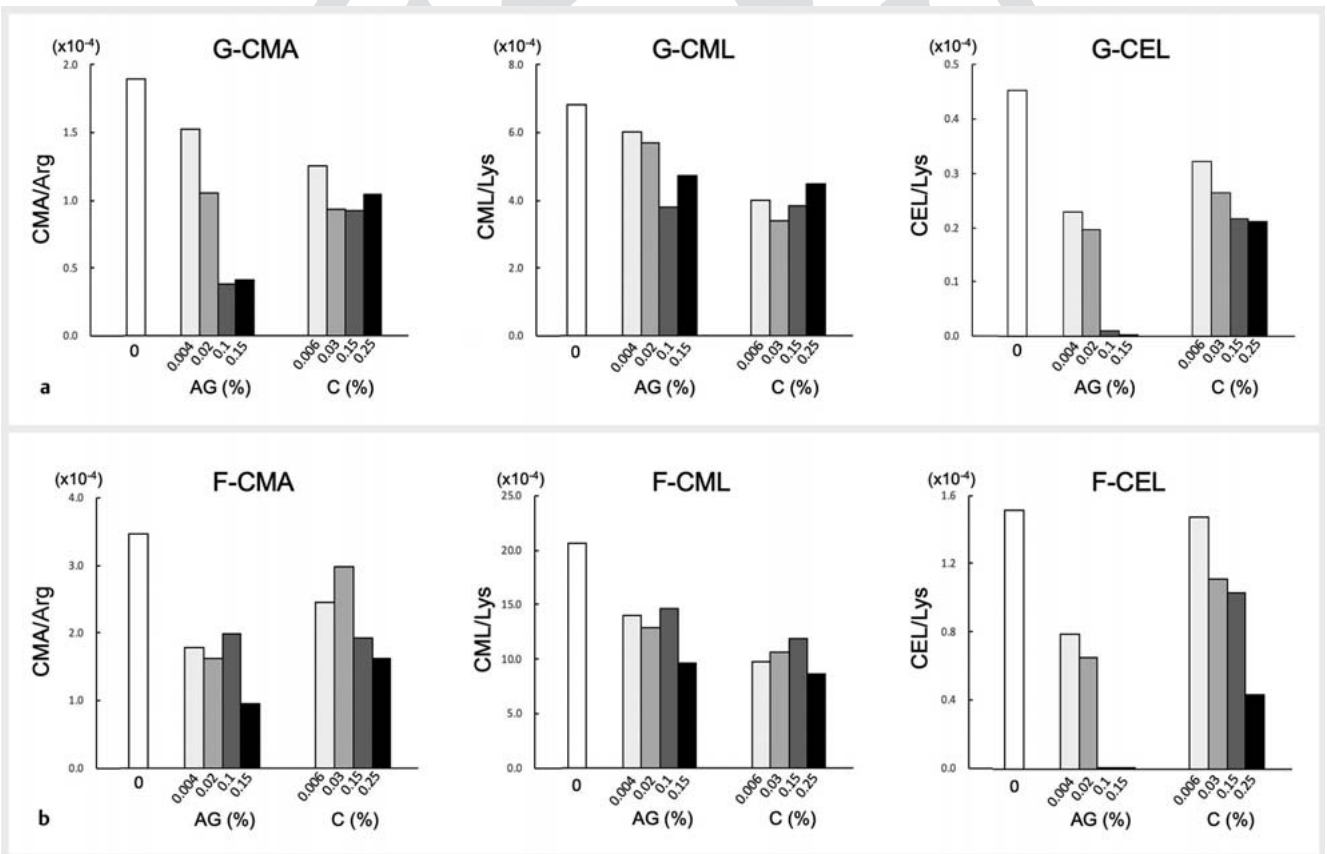 G-CMA
(x10-4)
CMA/Arg
2.0
1.5
1.0
0.5
0.0
0
0.004
0.02
0.1
0.15
AG (%)
0.006
0.03
0.15
0.25
C (%)
G-CML
(x10-4)
CML/Lys
8.0
6.0
4.0
2.0
0.0
0
0.004
0.02
0.1
0.15
AG (%)
0.006
0.03
0.15
0.25
C (%)
G-CEL
(x10-4)
CEL/Lys
0.5
0.4
0.3
0.2
0.1
0.0
0
0.004
0.02
0.1
0.15
AG (%)
0.006
0.03
0.15
0.25
C (%)
a
F-CMA
(x10-4)
CMA/Arg
4.0
3.0
2.0
1.0
0.0
0
0.004
0.02
0.1
0.15
AG (%)
0.006
0.03
0.15
0.25
C (%)
F-CML
(x10-4)
CML/Lys
25.0
20.0
15.0
10.0
5.0
0.0
0
0.004
0.02
0.1
0.15
AG (%)
0.006
0.03
0.15
0.25
C (%)
F-CEL
(x10-4)
CEL/Lys
1.6
1.2
0.8
0.4
0.0
0
0.004
0.02
0.1
0.15
AG (%)
0.006
0.03
0.15
0.25
C (%)
b